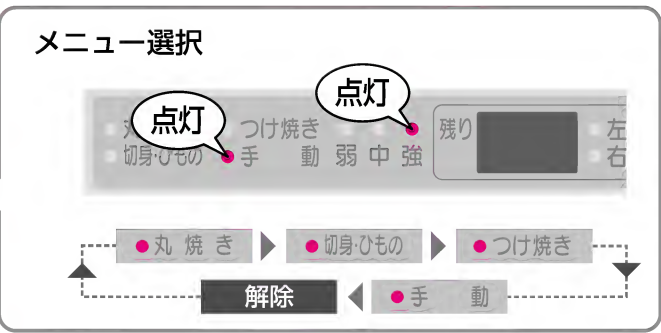 メニュー選択
点灯
点灯
つけ焼き
残り
左
切身・ひもの
手動
弱
中
強
右
丸焼き
切身・ひもの
つけ焼き
解除
手動